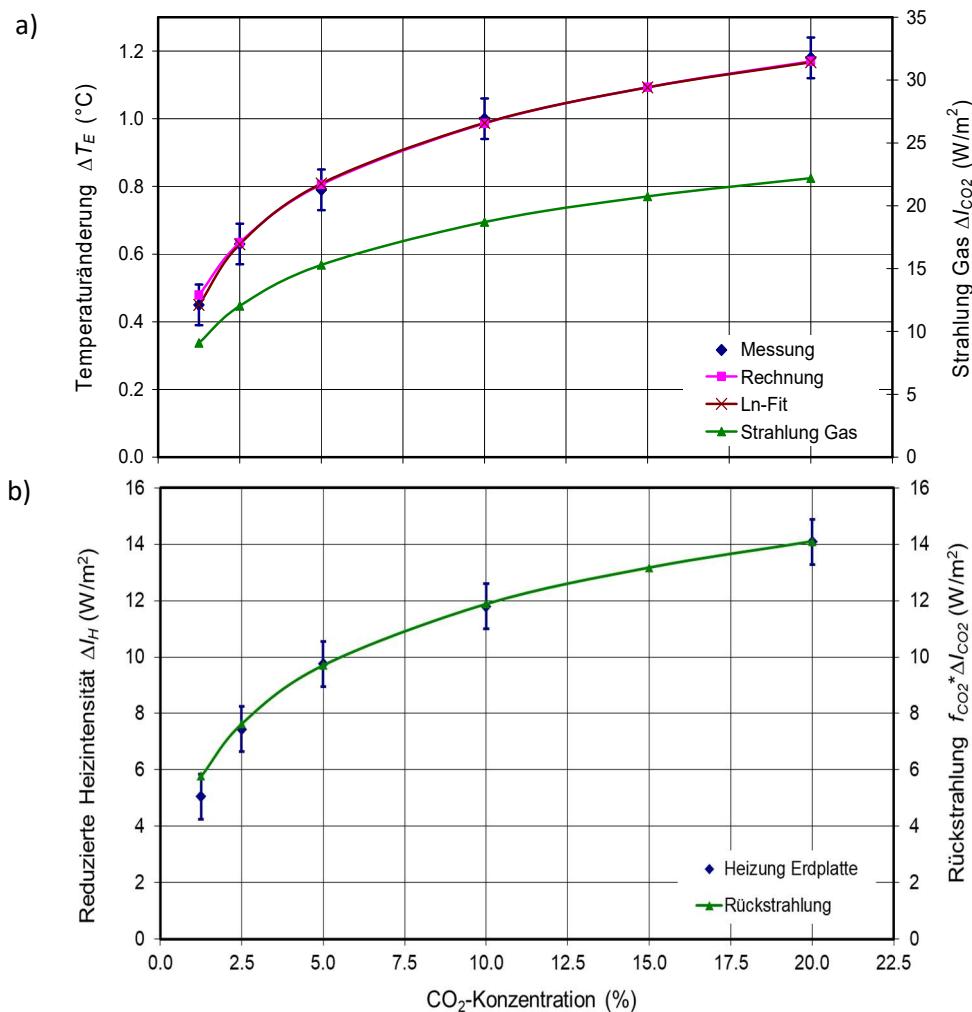 a)
Temperaturänderung ΔT_E (°C)
1.2
1.0
0.8
0.6
0.4
0.2
0.0
35
30
25
20
15
10
5
0
Strahlung Gas ΔI_CO2 (W/m²)
Messung
Rechnung
Ln-Fit
Strahlung Gas
b)
Reduzierte Heizintensität ΔI_H (W/m²)
16
14
12
10
8
6
4
2
0
16
14
12
10
8
6
4
2
0
Rückstrahlung f_CO2*ΔI_CO2 (W/m²)
Heizung Erdplatte
Rückstrahlung
0.0 2.5 5.0 7.5 10.0 12.5 15.0 17.5 20.0 22.5
CO₂-Konzentration (%)